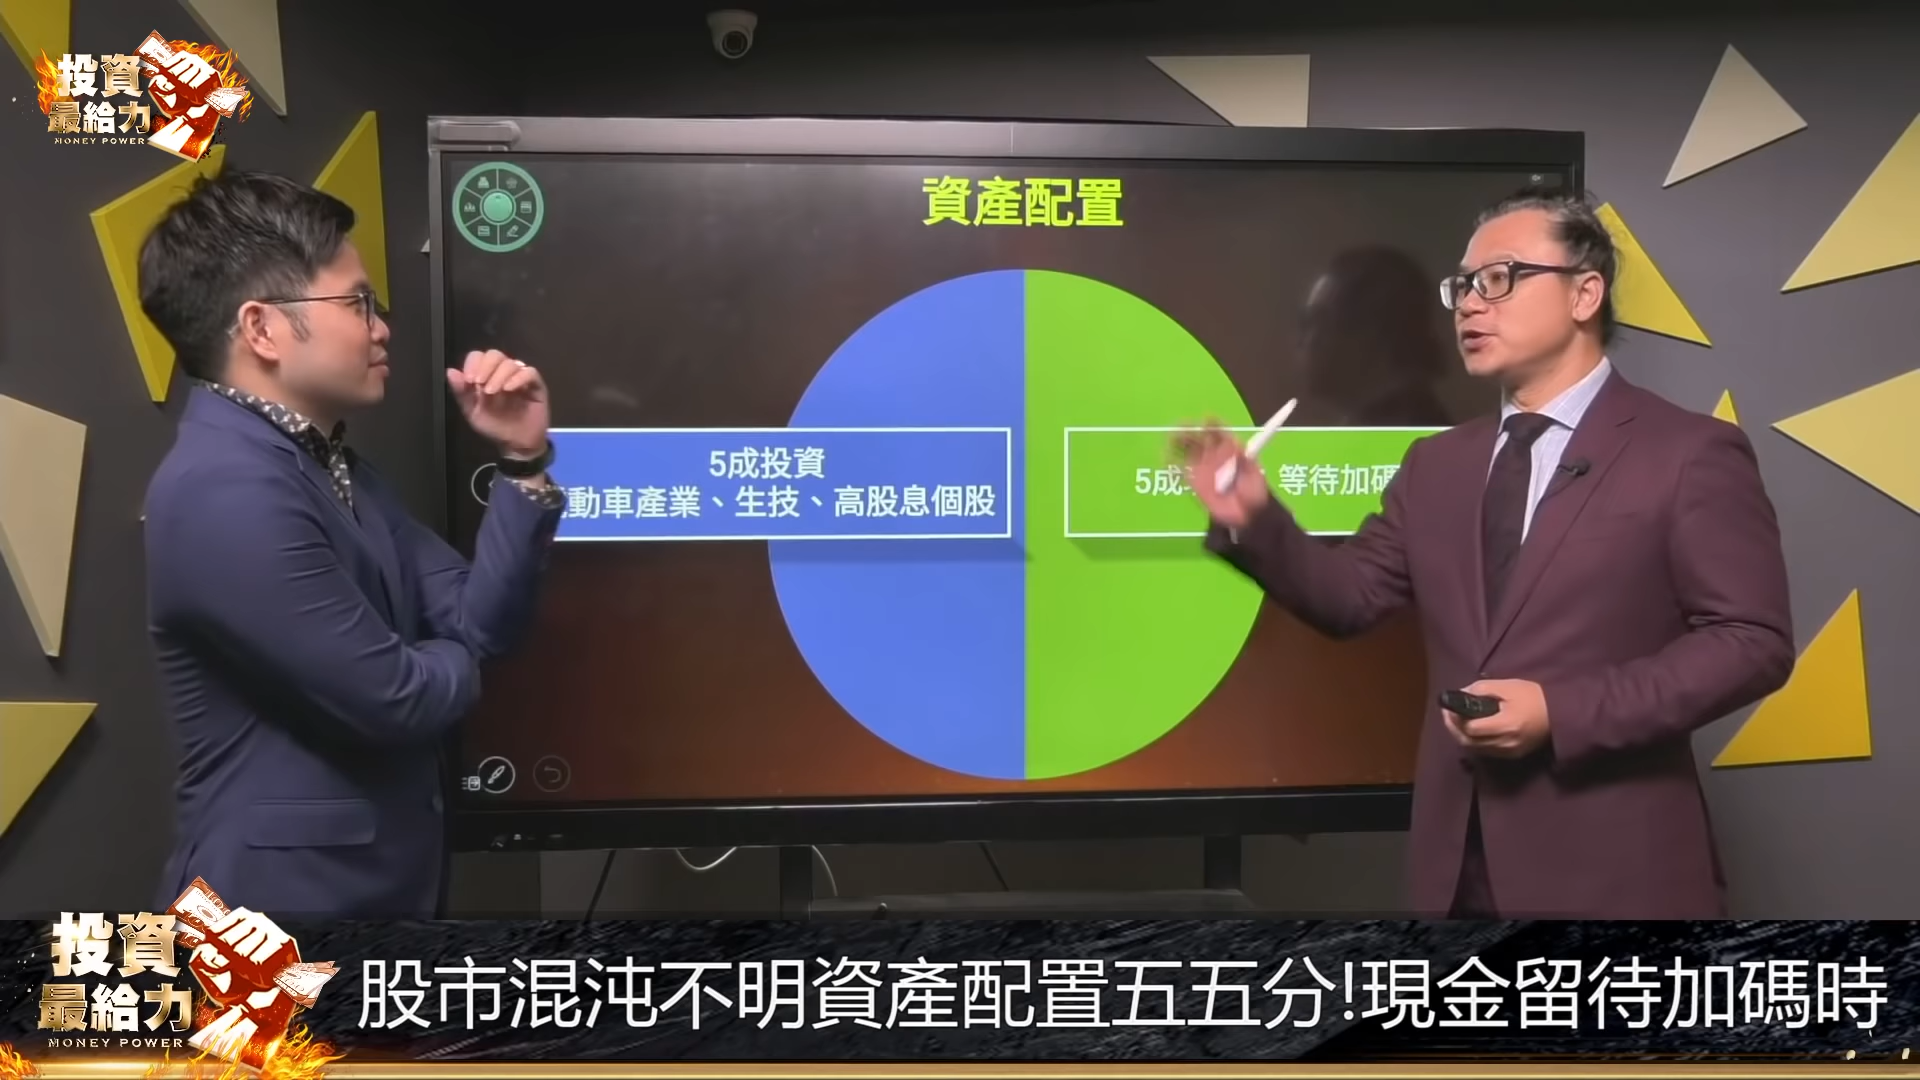 投資
最給力
MONEY POWER
資產配置
5成投資
動車產業、生技、高股息個股
5成
等待加碼
投資
最給力
MONEY POWER
股市混沌不明資產配置五五分!現金留待加碼時